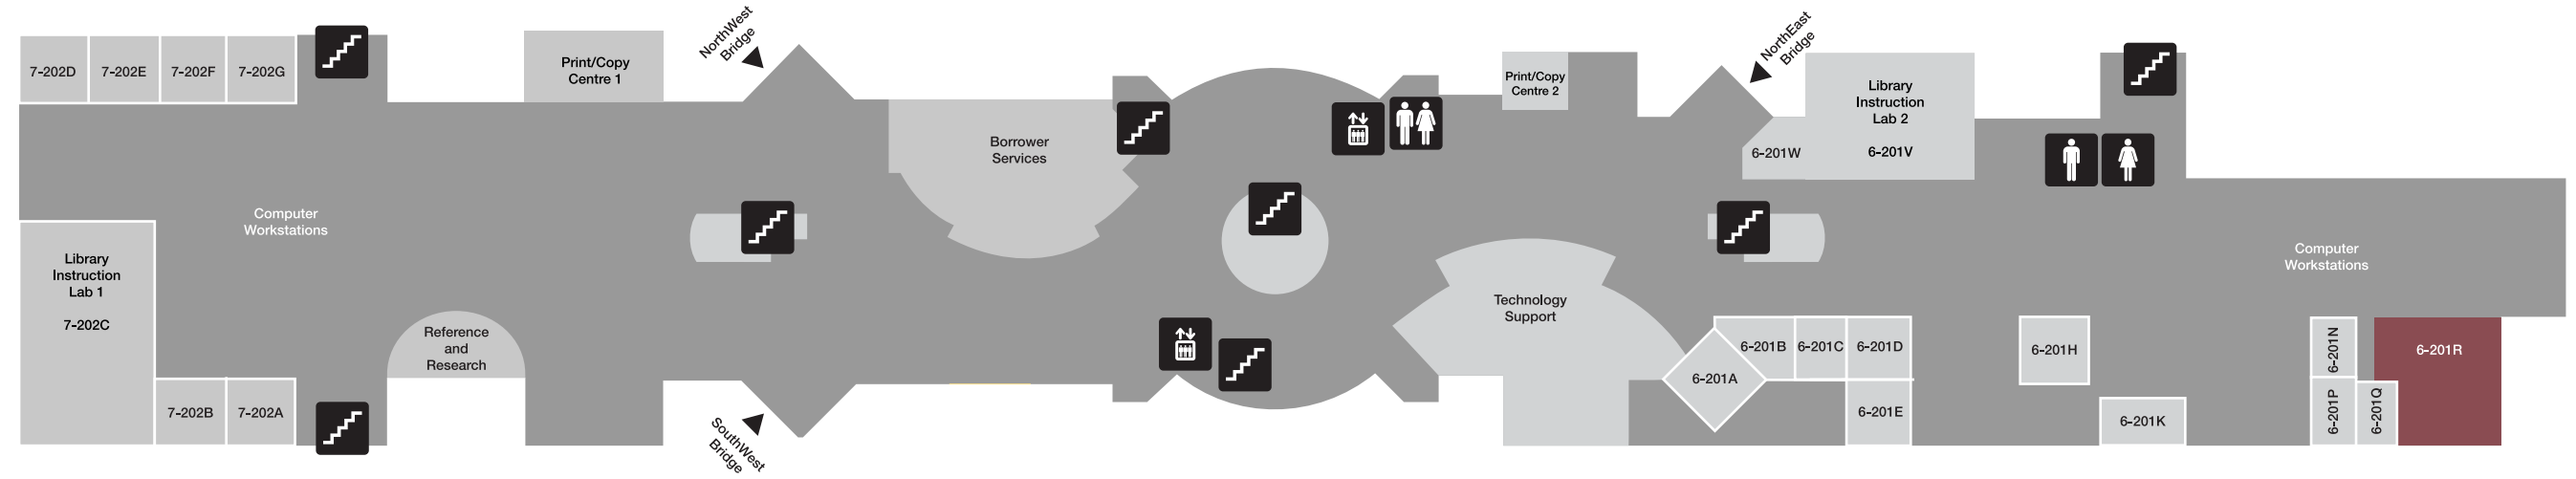 NorthWest
Bridge
NorthEast
Bridge
7-202D
7-202E
7-202F
7-202G
Print/Copy
Centre 1
Print/Copy
Centre 2
Library
Instruction
Lab 2
6-201V
6-201W
Borrower
Services
Computer
Workstations
Computer
Workstations
Library
Instruction
Lab 1
7-202C
Reference
and
Research
Technology
Support
6-201A
6-201B
6-201C
6-201D
6-201E
6-201H
6-201K
6-201N
6-201P
6-201Q
6-201R
7-202B
7-202A
SouthWest
Bridge